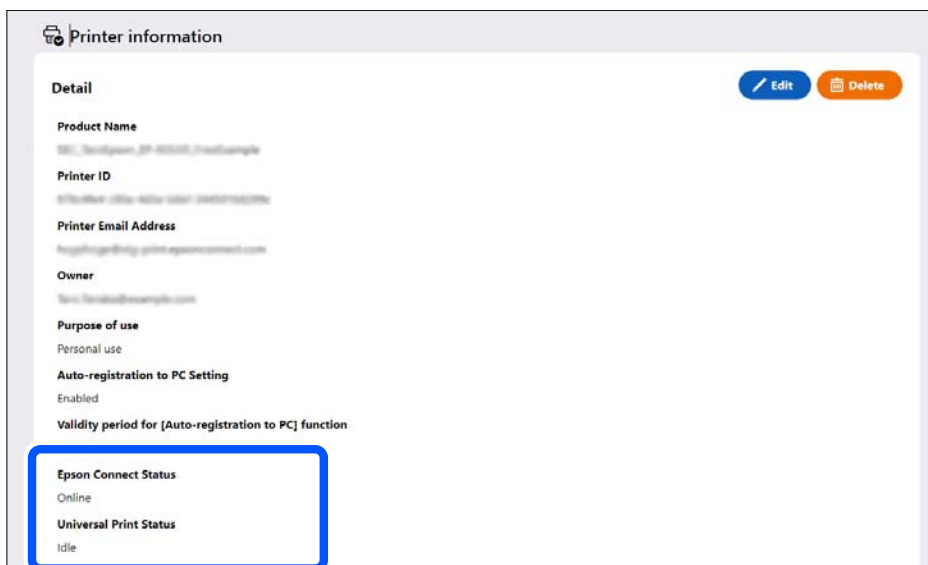 Printer information
Detail
Edit
Delete
Product Name
Printer ID
Printer Email Address
Owner
Purpose of use
Personal use
Auto-registration to PC Setting
Enabled
Validity period for [Auto-registration to PC] function
Epson Connect Status
Online
Universal Print Status
Idle